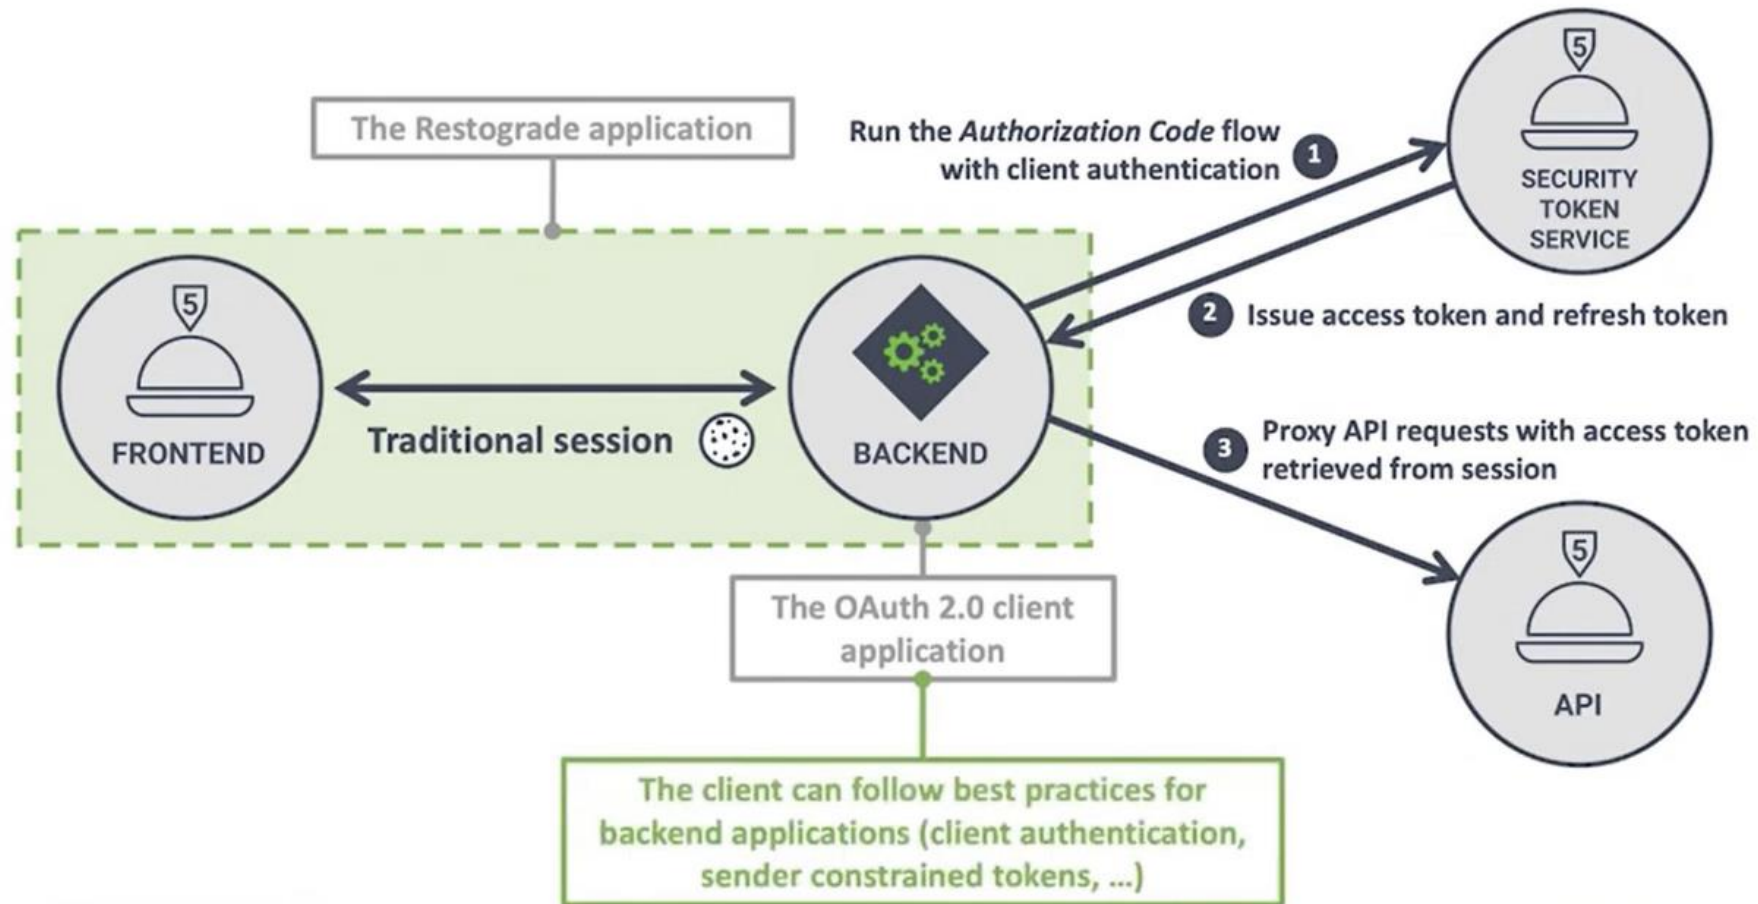 The Restograde application
Run the Authorization Code flow
with client authentication
1
5
SECURITY
TOKEN
SERVICE
2
Issue access token and refresh token
5
FRONTEND
Traditional session
BACKEND
3
Proxy API requests with access token
retrieved from session
The OAuth 2.0 client
application
5
API
The client can follow best practices for
backend applications (client authentication,
sender constrained tokens, ...)